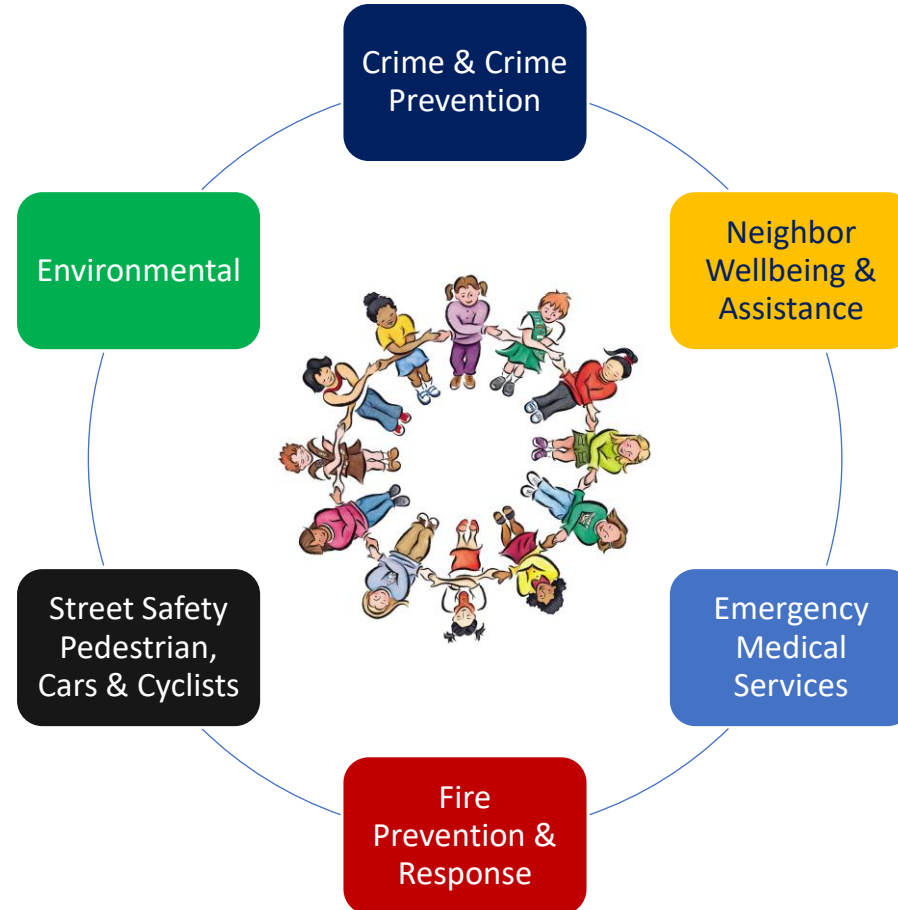 Crime & Crime
Prevention
Neighbor
Wellbeing &
Assistance
Emergency
Medical
Services
Fire
Prevention &
Response
Street Safety
Pedestrian,
Cars & Cyclists
Environmental